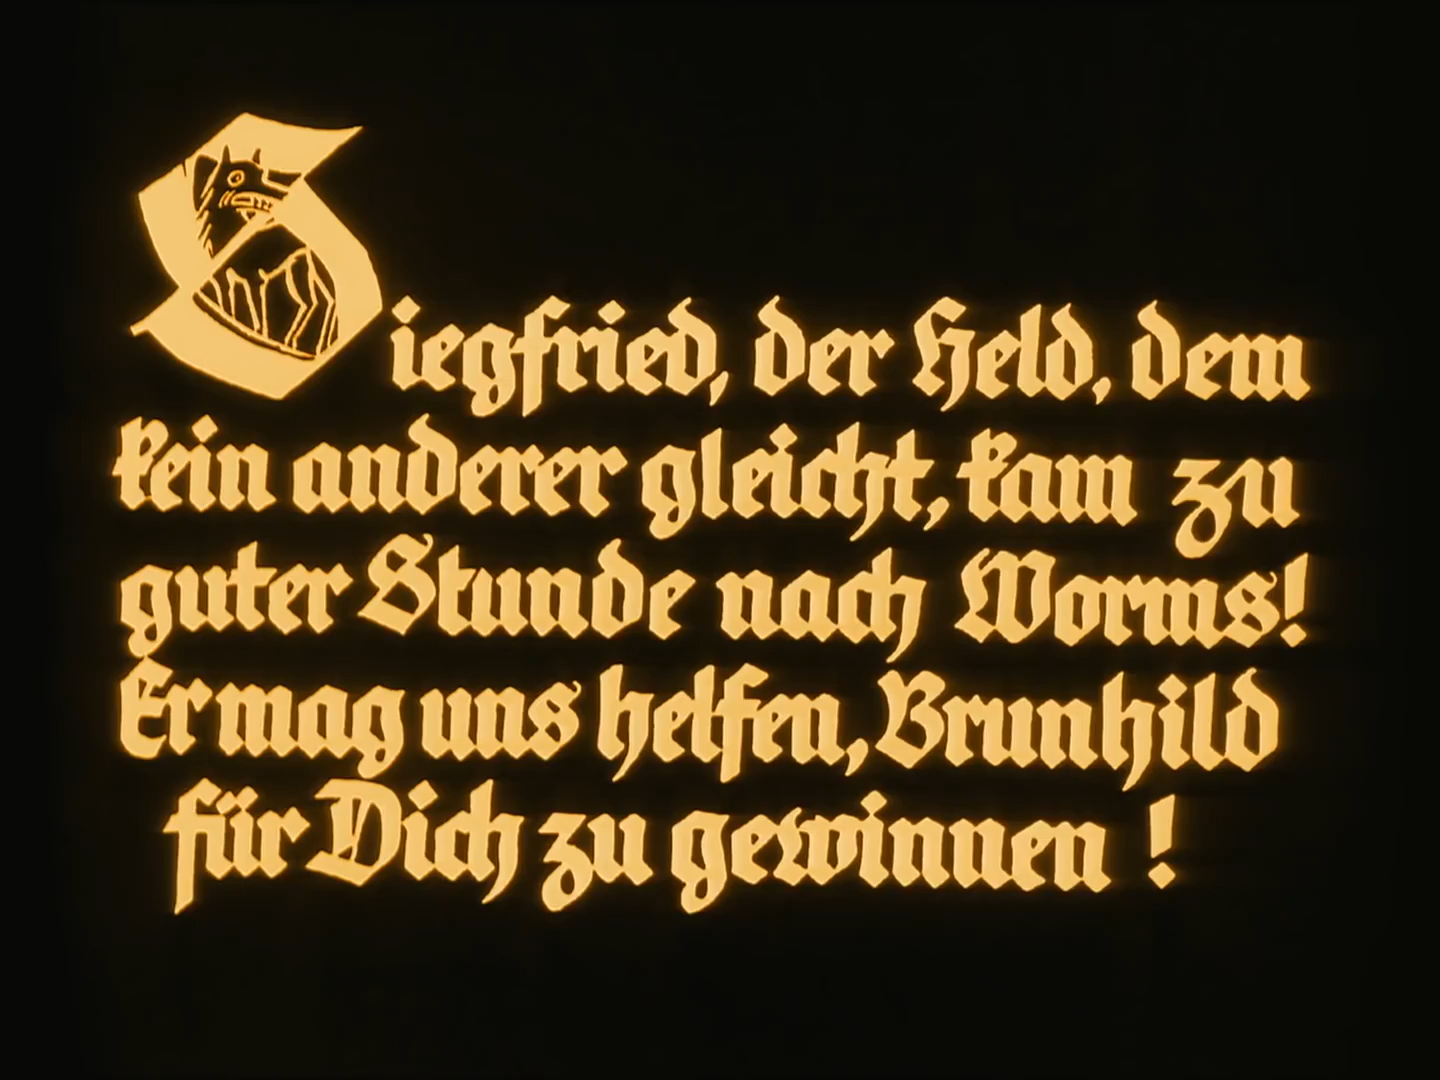 Siegfried, der Held, dem
kein anderer gleicht, kam zu
guter Stunde nach Worms!
Er mag uns helfen, Brunhild
für Dich zu gewinnen!